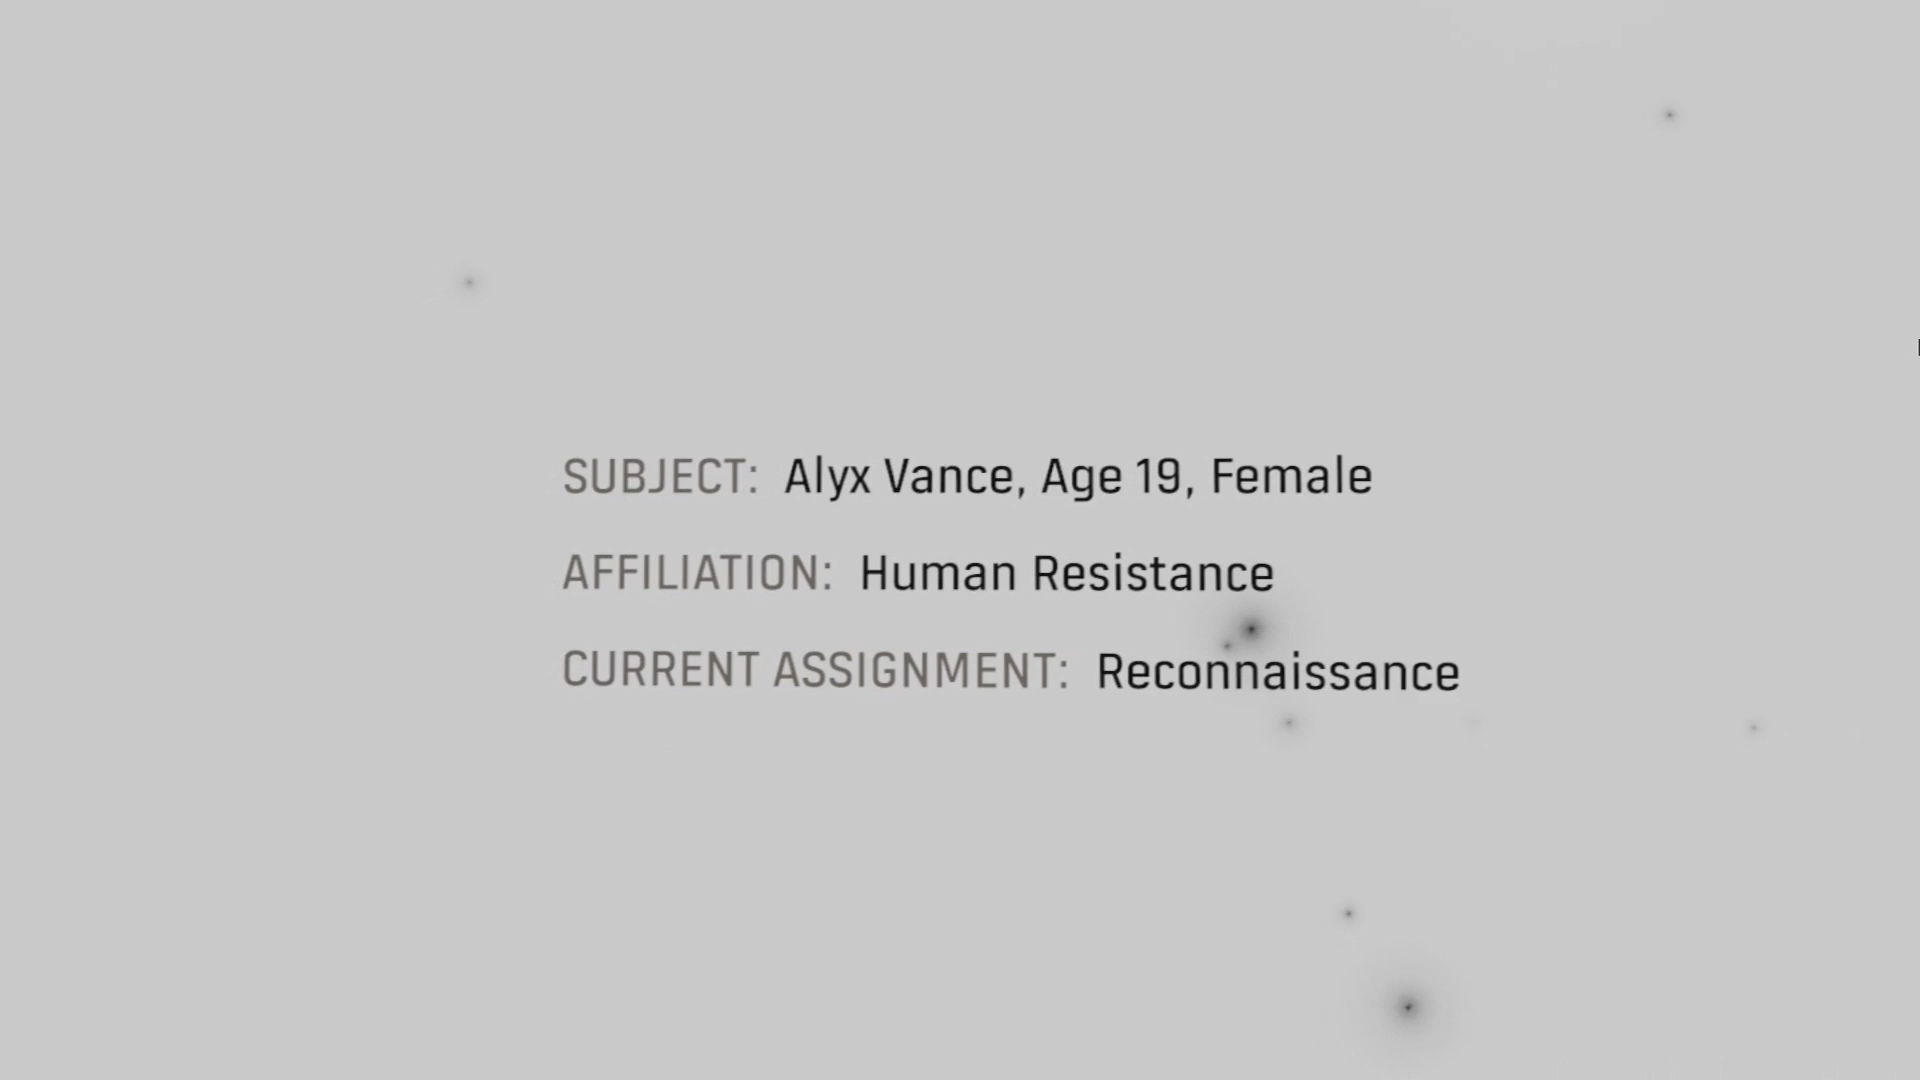 SUBJECT: Alyx Vance, Age 19, Female
AFFILIATION: Human Resistance
CURRENT ASSIGNMENT: Reconnaissance